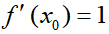 f′(x₀) = 1